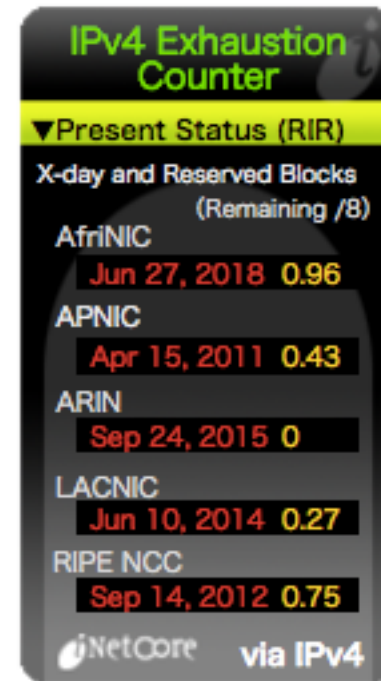 IPv4 Exhaustion
Counter
▼Present Status (RIR)
X-day and Reserved Blocks
(Remaining /8)
AfriNIC
Jun 27, 2018 0.96
APNIC
Apr 15, 2011 0.43
ARIN
Sep 24, 2015 0
LACNIC
Jun 10, 2014 0.27
RIPE NCC
Sep 14, 2012 0.75
iNetCore via IPv4